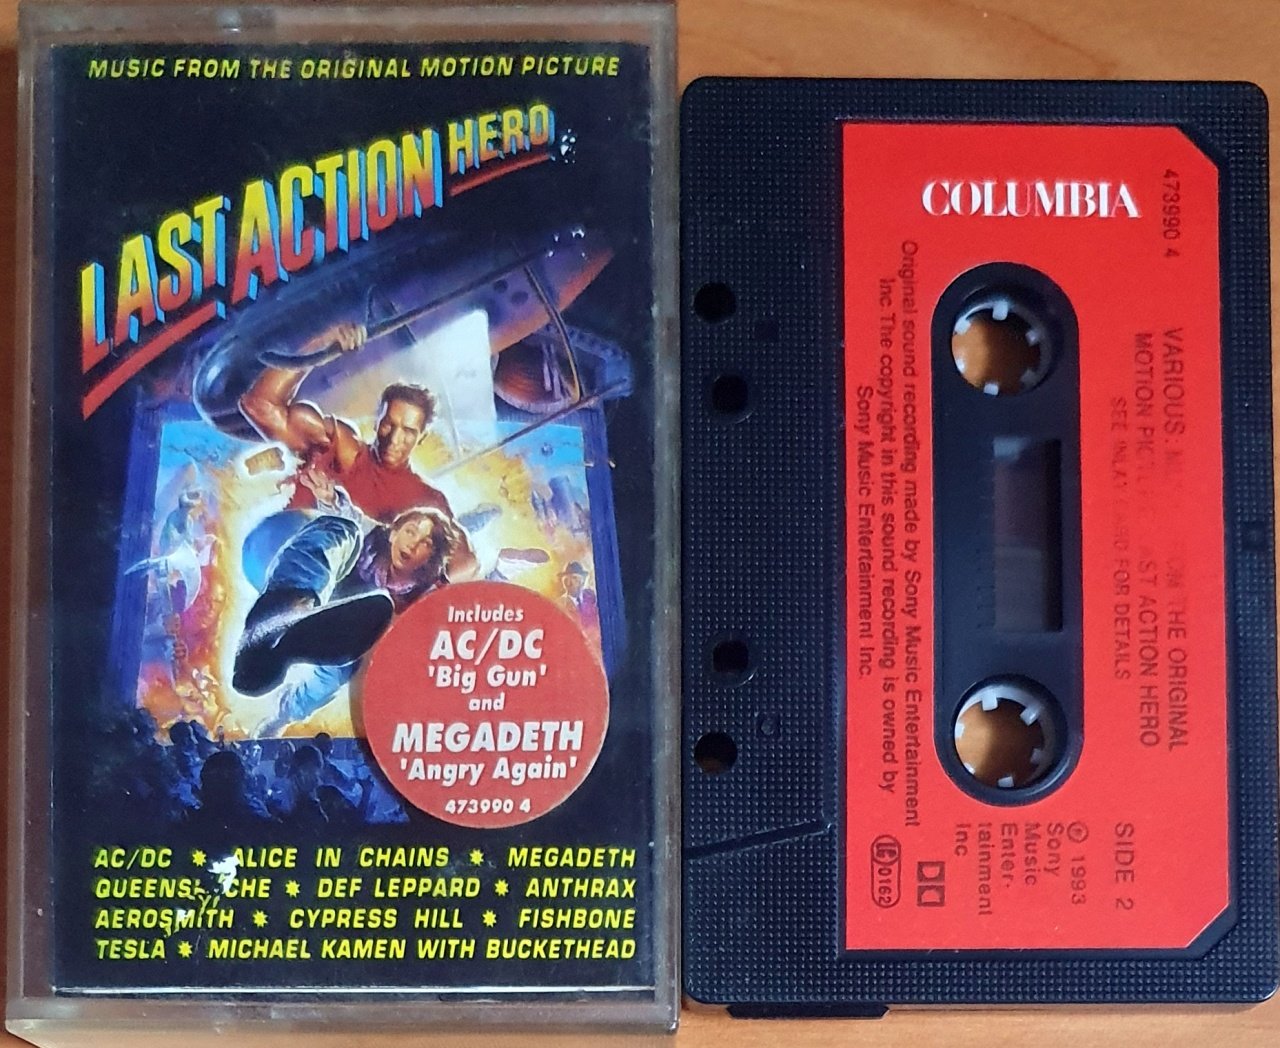 MUSIC FROM THE ORIGINAL MOTION PICTURE
LAST ACTION HERO
Includes
AC/DC
'Big Gun'
and
MEGADETH
'Angry Again'
473990 4
AC/DC * ALICE IN CHAINS * MEGADETH
CHE * DEF LEPPARD * ANTHRAX
AEROSMITH * CYPRESS HILL * FISHBONE
TESLA * MICHAEL KAMEN WITH BUCKETHEAD
COLUMBIA
473990 4
VARIOUS: THE ORIGINAL
MOTION ACTION HERO
SEE FOR DETAILS
SIDE 2
℗ 1993
Sony
Music
Enter-
tainment
Inc
Original sound recording made by Sony Music Entertainment
Inc The copyright in this sound recording is owned by
Sony Music Entertainment Inc.
LC 0162